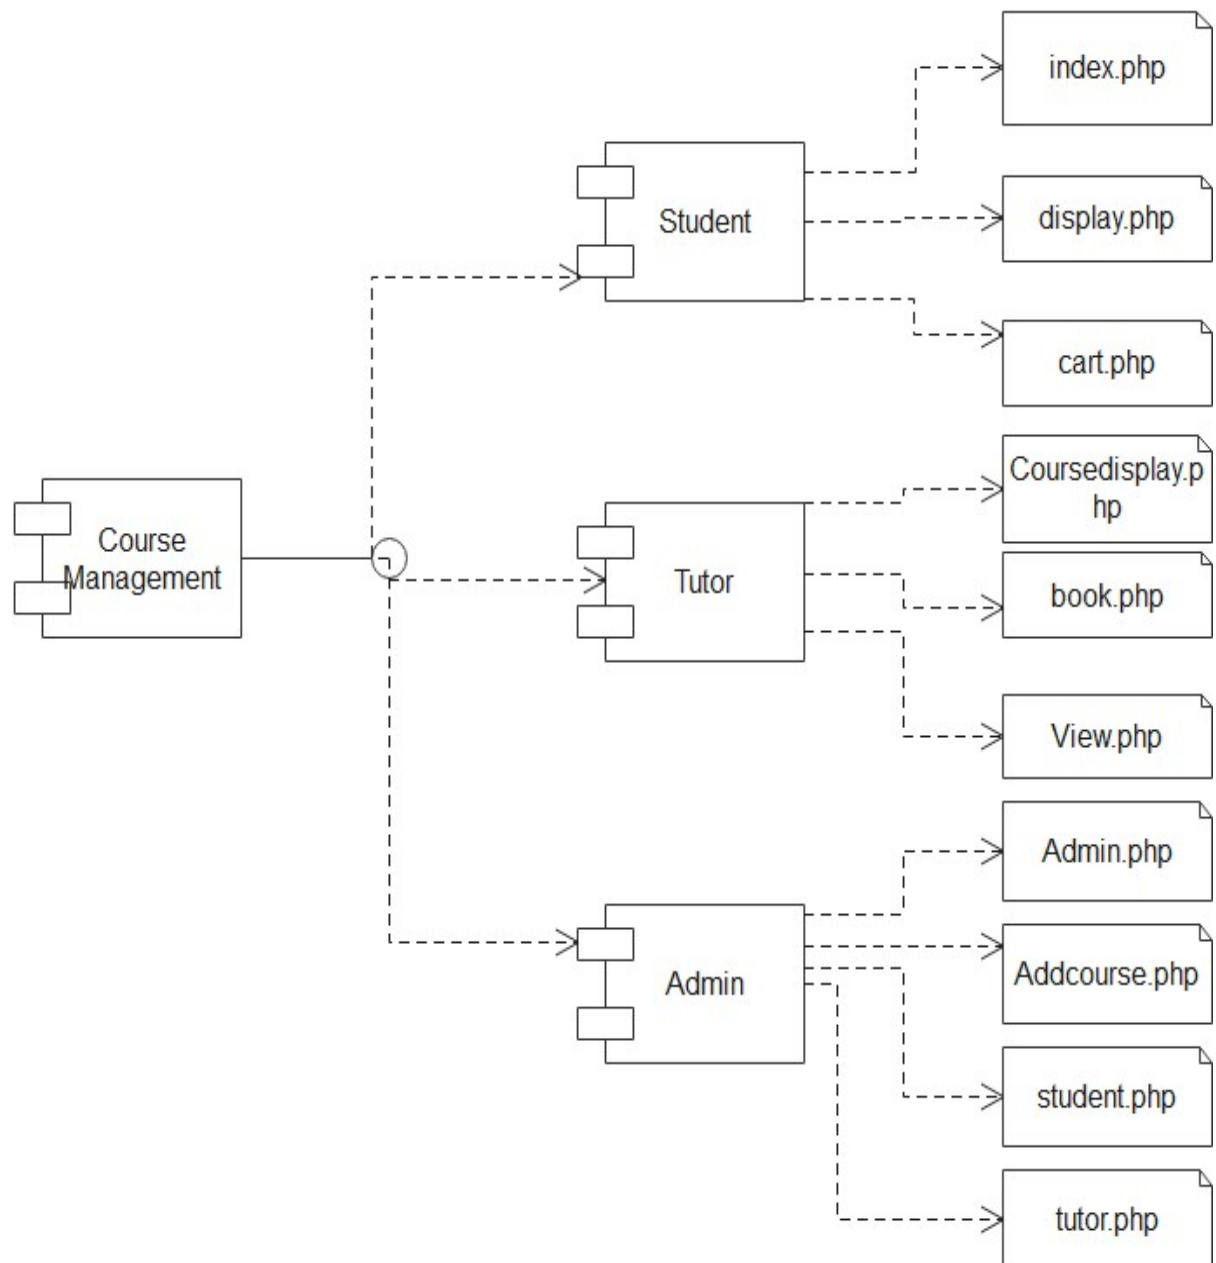 index.php
Student
display.php
cart.php
Course
Management
Tutor
Coursedisplay.p
hp
book.php
View.php
Admin
Admin.php
Addcourse.php
student.php
tutor.php